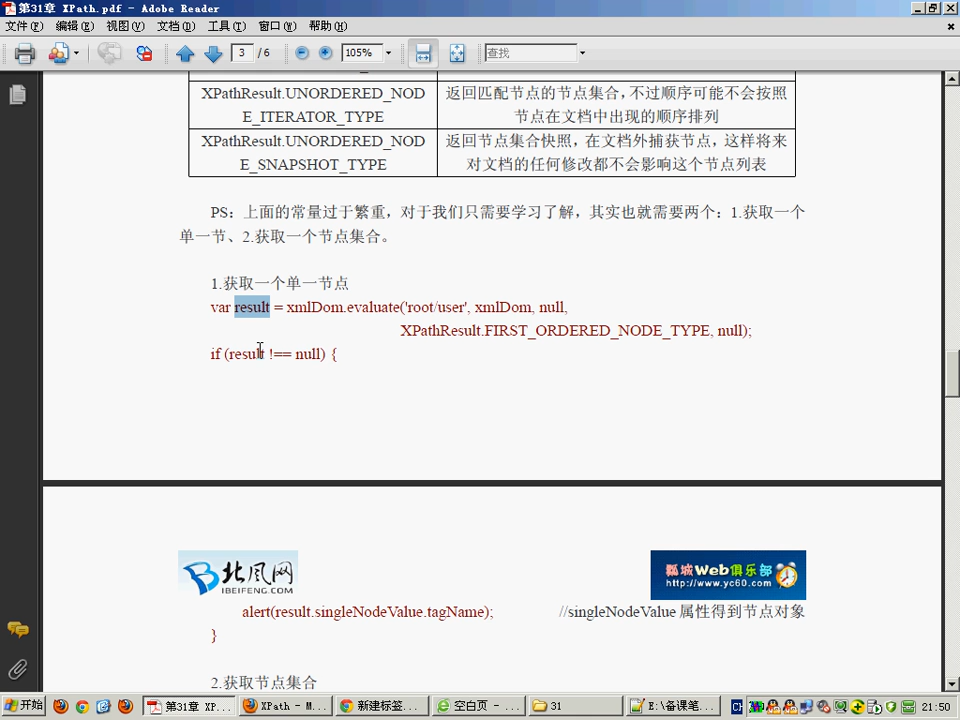 第31章 XPath.pdf - Adobe Reader
文件(F) 编辑(E) 视图(V) 文档(D) 工具(T) 窗口(W) 帮助(H)
3 / 6 105% 查找
XPathResult.UNORDERED_NOD
E_ITERATOR_TYPE
返回匹配节点的节点集合,不过顺序可能不会按照
节点在文档中出现的顺序排列
XPathResult.UNORDERED_NOD
E_SNAPSHOT_TYPE
返回节点集合快照,在文档外捕获节点,这样将来
对文档的任何修改都不会影响这个节点列表
PS:上面的常量过于繁重,对于我们只需要学习了解,其实也就需要两个:1.获取一个
单一节、2.获取一个节点集合。
1.获取一个单一节点
var result = xmlDom.evaluate('root/user', xmlDom, null,
XPathResult.FIRST_ORDERED_NODE_TYPE, null);
if (result !== null) {
北风网
IBEIFENG.COM
瓢城Web俱乐部
http://www.yc60.com
alert(result.singleNodeValue.tagName); //singleNodeValue 属性得到节点对象
}
2.获取节点集合
开始 第31章 XP... XPath - M... 新建标签... 空白页 - ... 31 E:\备课笔... CH 21:50